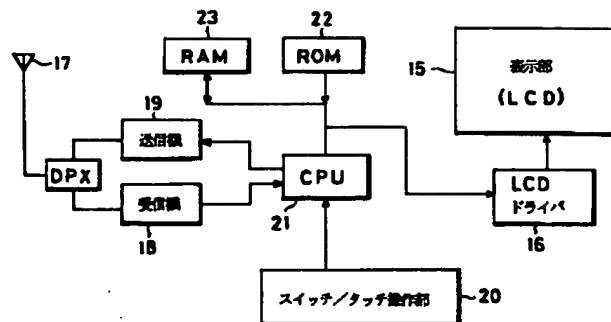 23
22
RAM
ROM
17
15
表示部
(LCD)
19
送信機
DPX
CPU
21
受信機
18
LCD
ドライバ
16
スイッチ/タッチ操作部
20